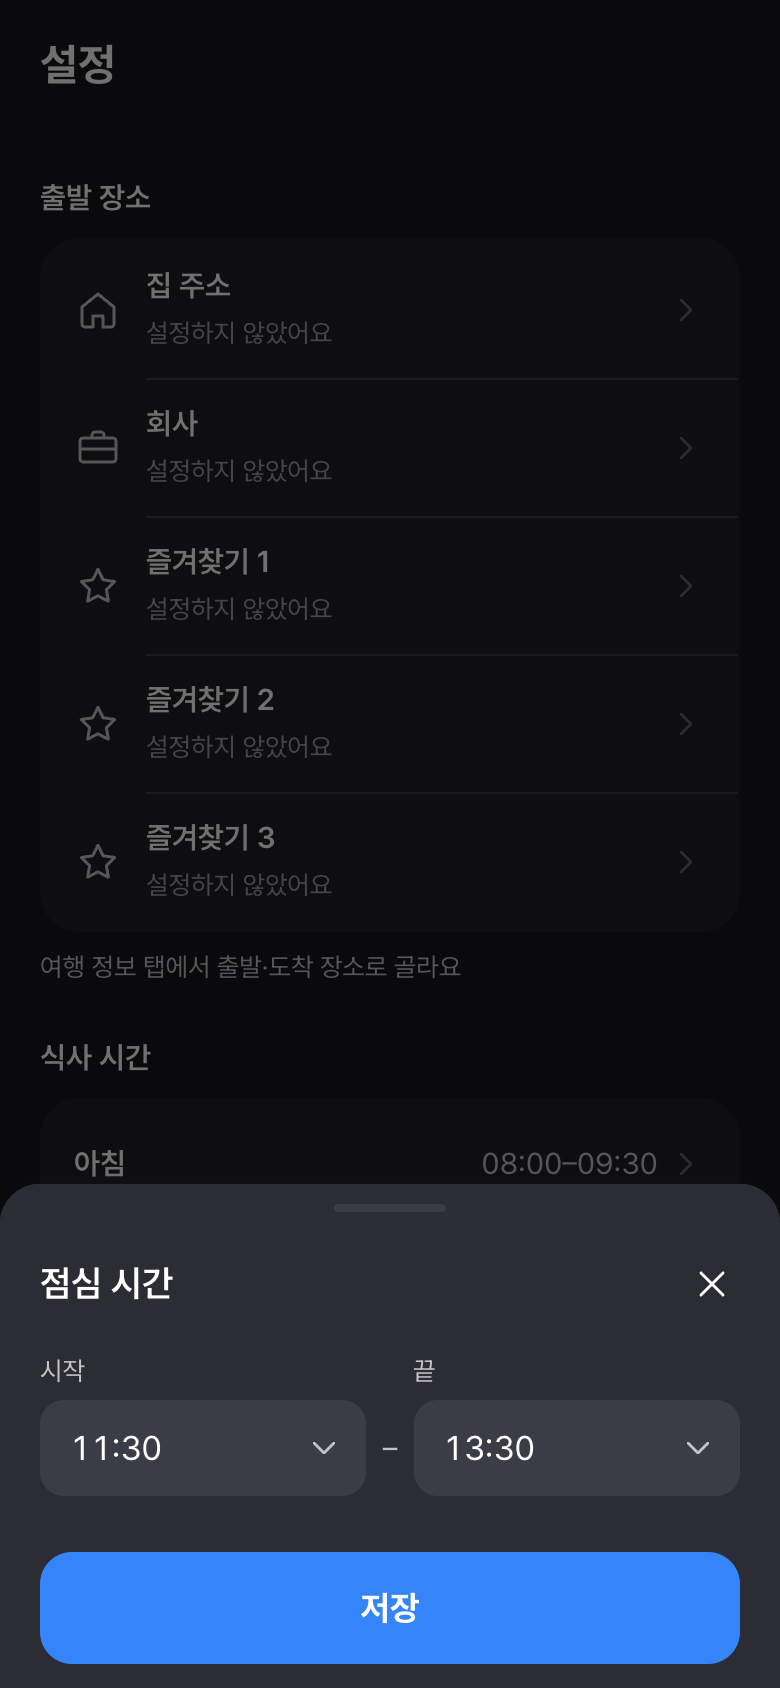 설정
출발 장소
집 주소
설정하지 않았어요
회사
설정하지 않았어요
즐겨찾기 1
설정하지 않았어요
즐겨찾기 2
설정하지 않았어요
즐겨찾기 3
설정하지 않았어요
여행 정보 탭에서 출발·도착 장소로 골라요
식사 시간
아침 08:00–09:30
점심 시간
시작 끝
11:30 – 13:30
저장